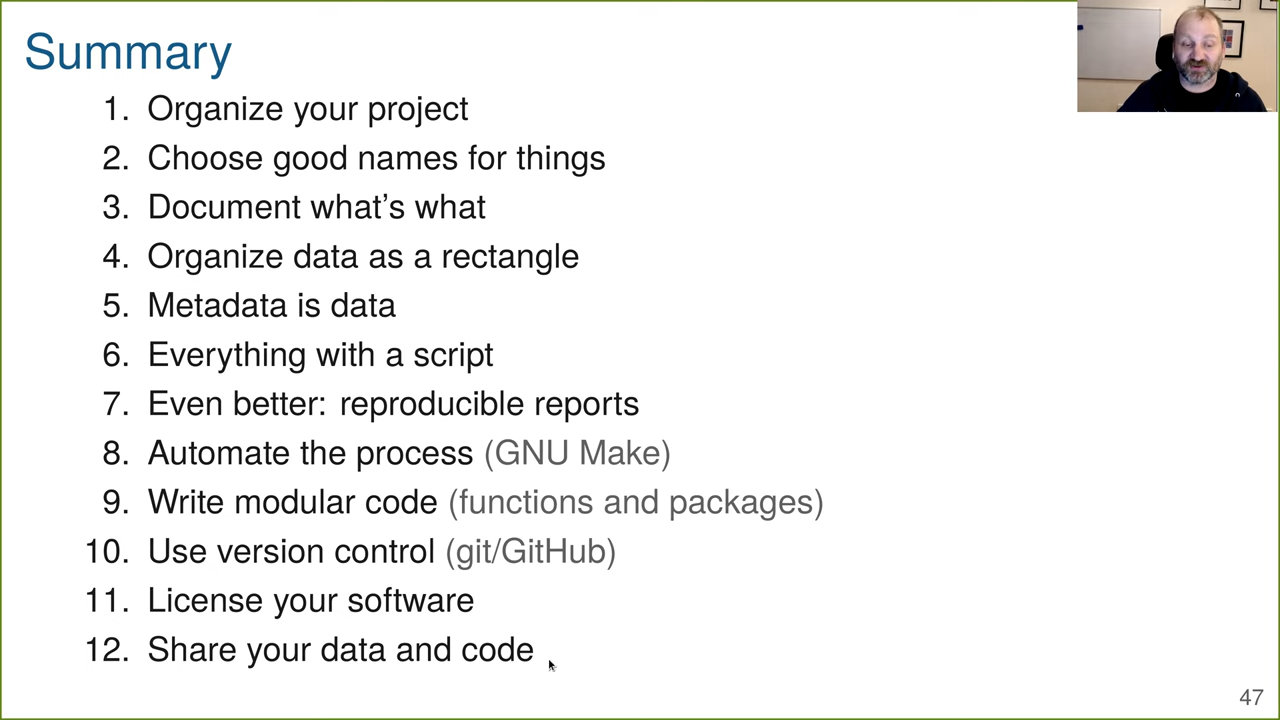 Summary
1. Organize your project
2. Choose good names for things
3. Document what's what
4. Organize data as a rectangle
5. Metadata is data
6. Everything with a script
7. Even better: reproducible reports
8. Automate the process (GNU Make)
9. Write modular code (functions and packages)
10. Use version control (git/GitHub)
11. License your software
12. Share your data and code
47